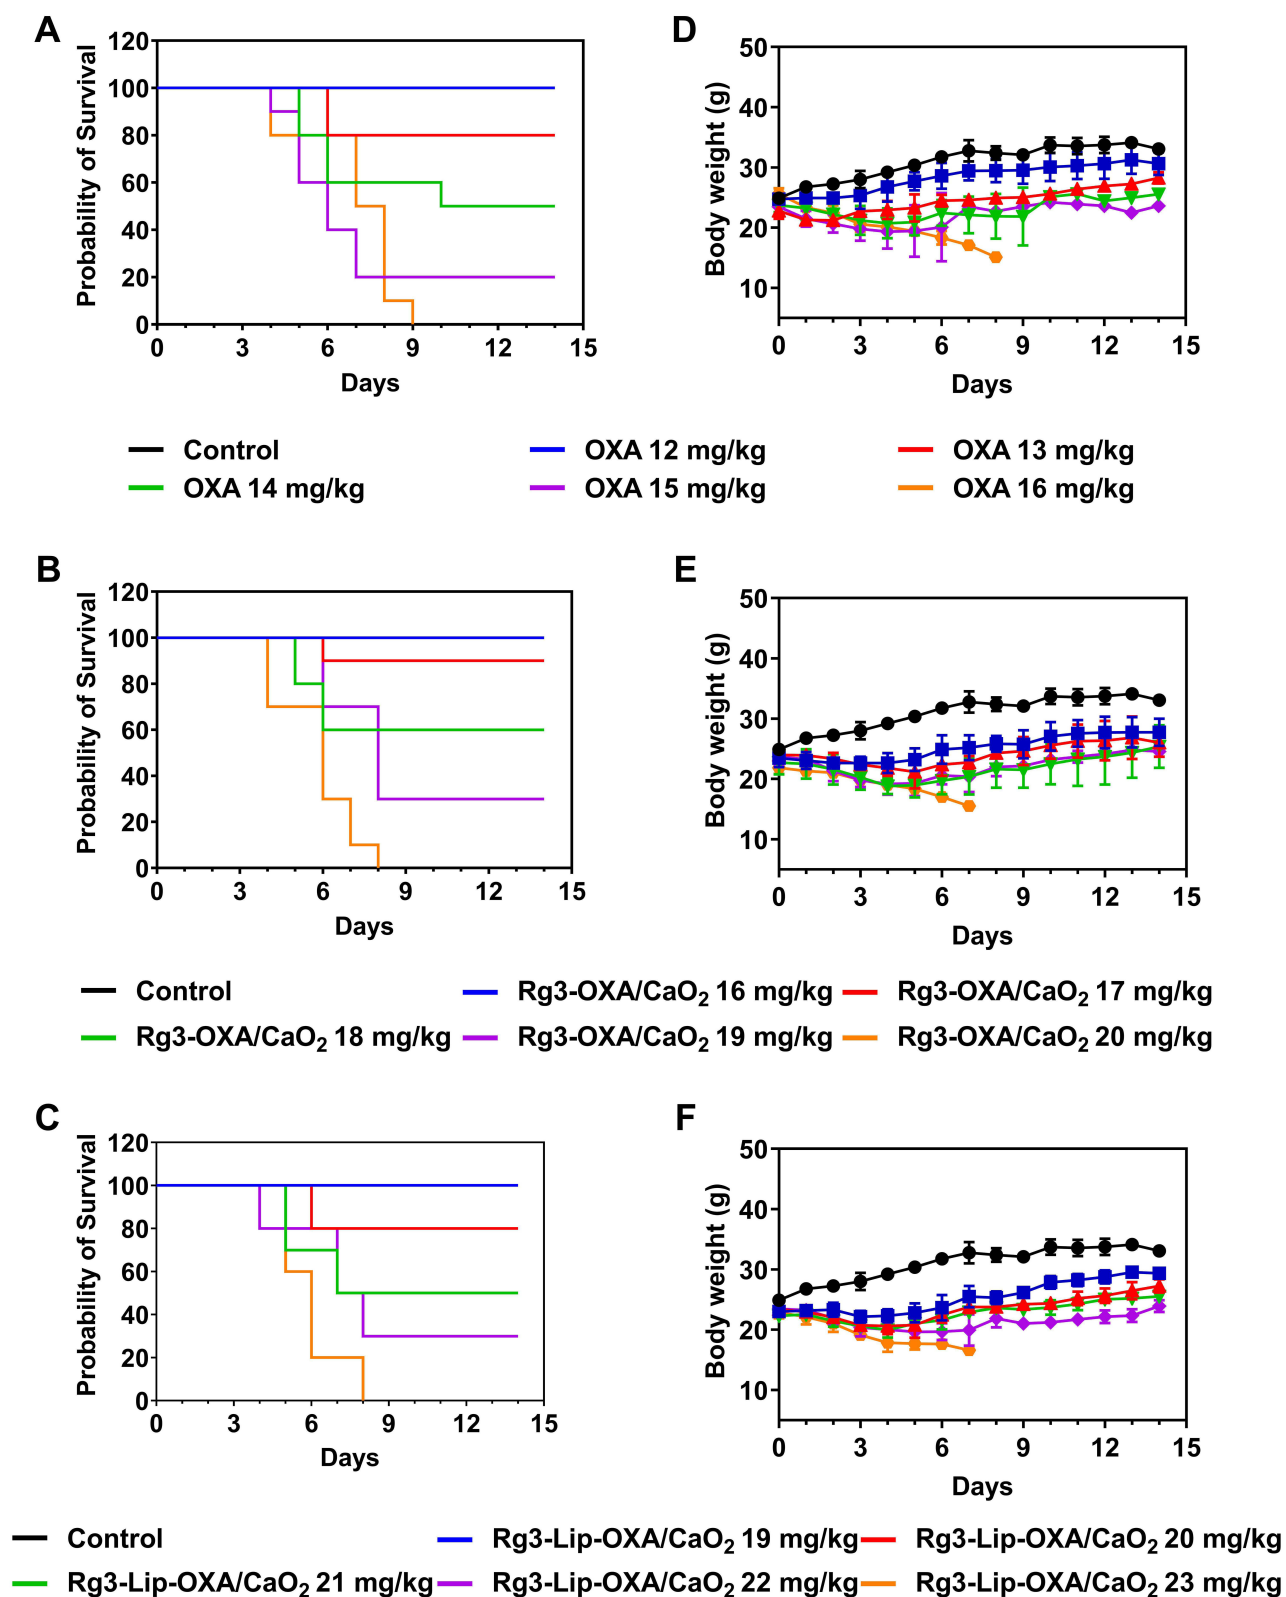 A
120
100
80
60
40
20
0
0 3 6 9 12 15
Probability of Survival
Days
D
50
40
30
20
10
0 3 6 9 12 15
Body weight (g)
Days
Control
OXA 12 mg/kg
OXA 13 mg/kg
OXA 14 mg/kg
OXA 15 mg/kg
OXA 16 mg/kg
B
120
100
80
60
40
20
0
0 3 6 9 12 15
Probability of Survival
Days
E
50
40
30
20
10
0 3 6 9 12 15
Body weight (g)
Days
Control
Rg3-OXA/CaO₂ 16 mg/kg
Rg3-OXA/CaO₂ 17 mg/kg
Rg3-OXA/CaO₂ 18 mg/kg
Rg3-OXA/CaO₂ 19 mg/kg
Rg3-OXA/CaO₂ 20 mg/kg
C
120
100
80
60
40
20
0
0 3 6 9 12 15
Probability of Survival
Days
F
50
40
30
20
10
0 3 6 9 12 15
Body weight (g)
Days
Control
Rg3-Lip-OXA/CaO₂ 19 mg/kg
Rg3-Lip-OXA/CaO₂ 20 mg/kg
Rg3-Lip-OXA/CaO₂ 21 mg/kg
Rg3-Lip-OXA/CaO₂ 22 mg/kg
Rg3-Lip-OXA/CaO₂ 23 mg/kg